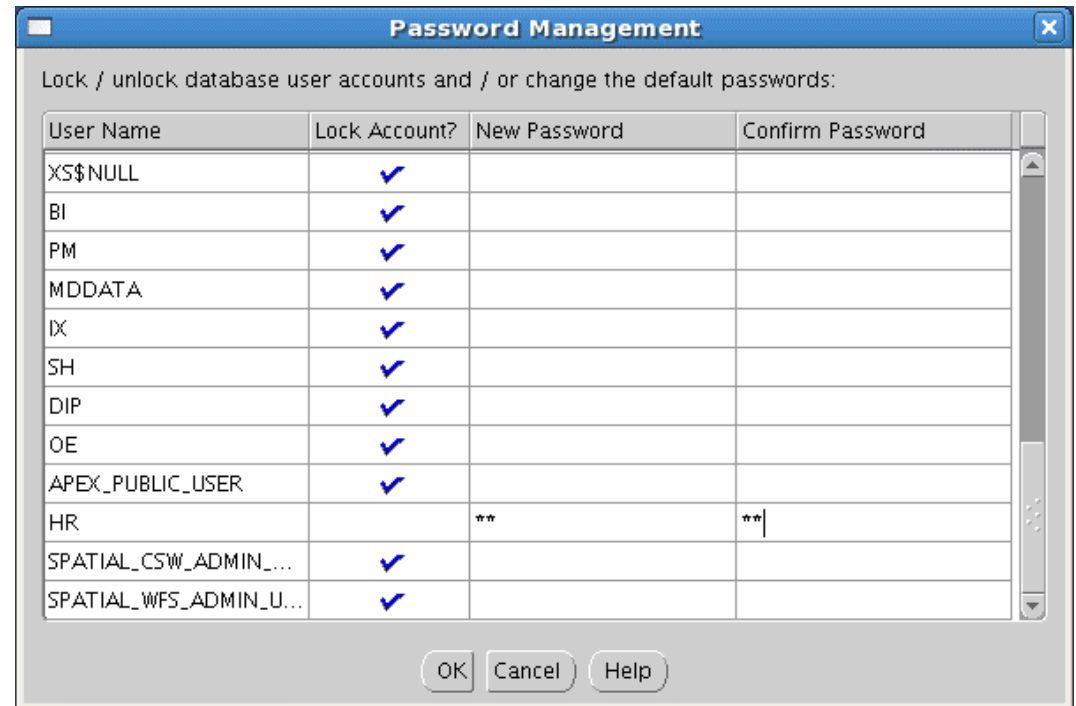 Password Management
Lock / unlock database user accounts and / or change the default passwords:
User Name Lock Account? New Password Confirm Password
XS$NULL
BI
PM
MDDATA
IX
SH
DIP
OE
APEX_PUBLIC_USER
HR ** **
SPATIAL_CSW_ADMIN_...
SPATIAL_WFS_ADMIN_U...
OK Cancel Help